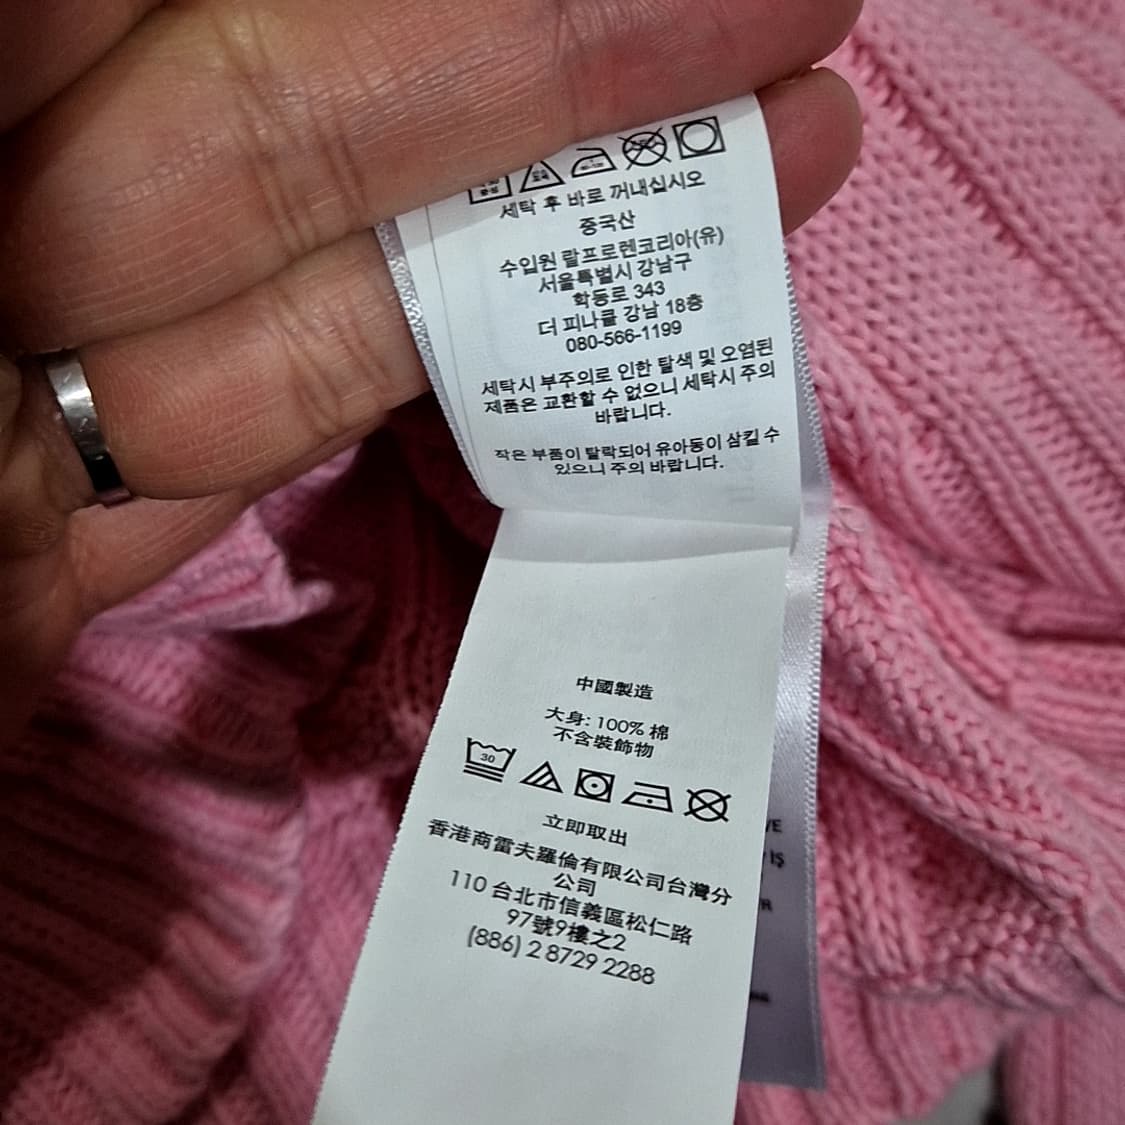 세탁 후 바로 꺼내십시오
중국산
수입원 랄프로렌코리아(유)
서울특별시 강남구
학동로 343
더 피나클 강남 18층
080-566-1199
세탁시 부주의로 인한 탈색 및 오염된
제품은 교환할 수 없으니 세탁시 주의
바랍니다.
작은 부품이 탈락되어 유아동이 삼킬 수
있으니 주의 바랍니다.
中國製造
大身: 100% 棉
不含裝飾物
30
立即取出
香港商雷夫羅倫有限公司台灣分
公司
110 台北市信義區松仁路
97號9樓之2
(886) 2 8729 2288